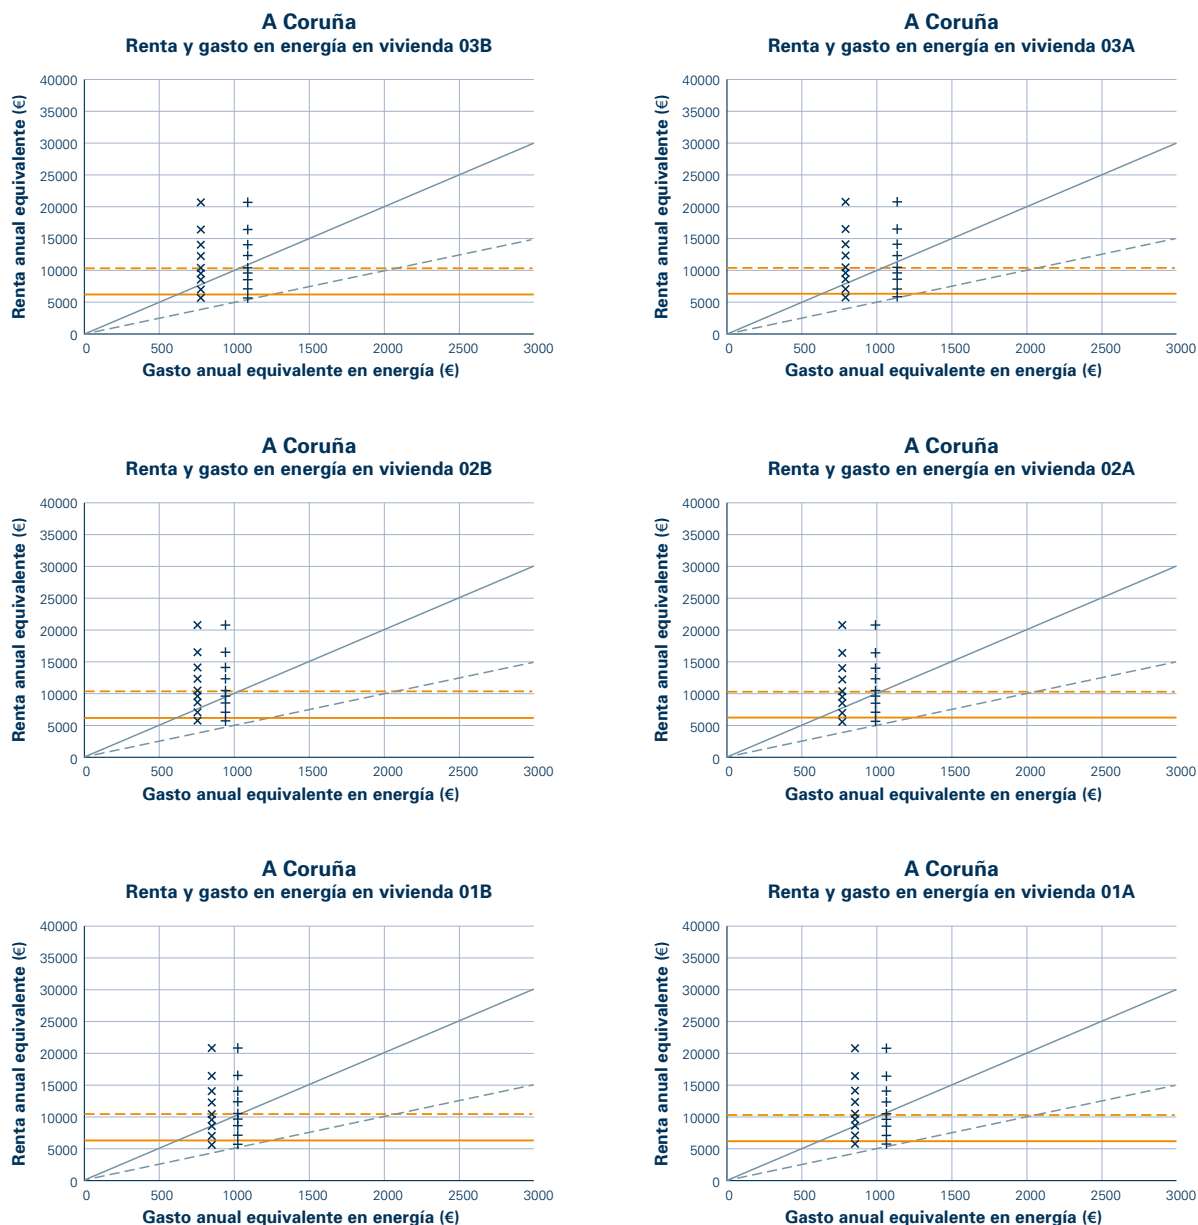 A Coruña
Renta y gasto en energía en vivienda 03B
Renta anual equivalente (€)
40000
35000
30000
25000
20000
15000
10000
5000
0
0 500 1000 1500 2000 2500 3000
Gasto anual equivalente en energía (€)
A Coruña
Renta y gasto en energía en vivienda 03A
Renta anual equivalente (€)
40000
35000
30000
25000
20000
15000
10000
5000
0
0 500 1000 1500 2000 2500 3000
Gasto anual equivalente en energía (€)
A Coruña
Renta y gasto en energía en vivienda 02B
Renta anual equivalente (€)
40000
35000
30000
25000
20000
15000
10000
5000
0
0 500 1000 1500 2000 2500 3000
Gasto anual equivalente en energía (€)
A Coruña
Renta y gasto en energía en vivienda 02A
Renta anual equivalente (€)
40000
35000
30000
25000
20000
15000
10000
5000
0
0 500 1000 1500 2000 2500 3000
Gasto anual equivalente en energía (€)
A Coruña
Renta y gasto en energía en vivienda 01B
Renta anual equivalente (€)
40000
35000
30000
25000
20000
15000
10000
5000
0
0 500 1000 1500 2000 2500 3000
Gasto anual equivalente en energía (€)
A Coruña
Renta y gasto en energía en vivienda 01A
Renta anual equivalente (€)
40000
35000
30000
25000
20000
15000
10000
5000
0
0 500 1000 1500 2000 2500 3000
Gasto anual equivalente en energía (€)